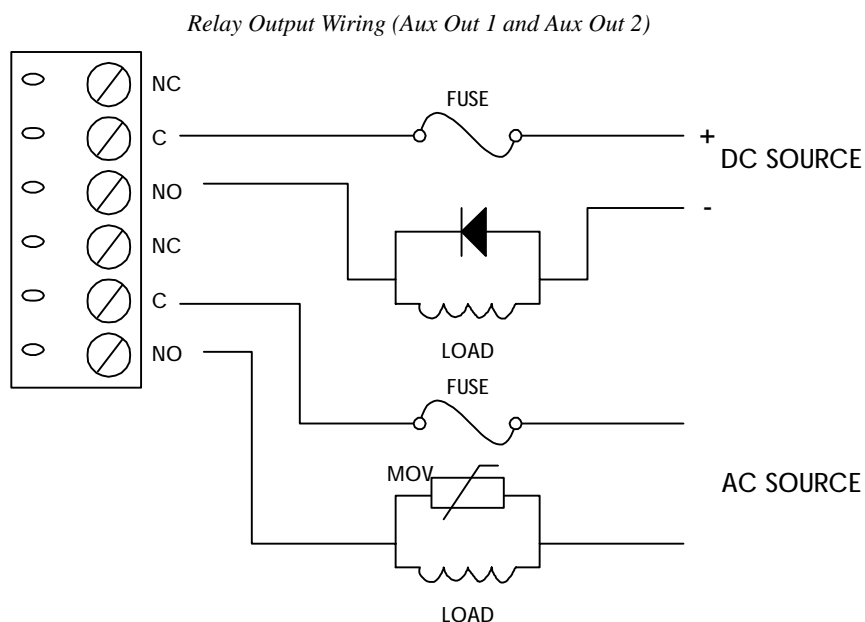 Relay Output Wiring (Aux Out 1 and Aux Out 2)
NC
FUSE
C
+
DC SOURCE
NO
-
NC
C
LOAD
NO
FUSE
MOV
AC SOURCE
LOAD